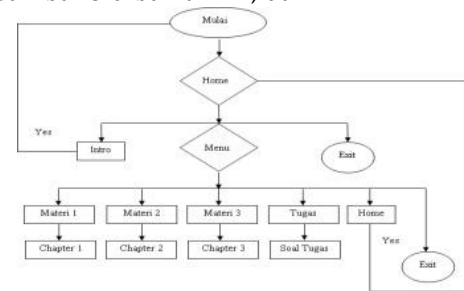 Mulai
Home
Yes
Intro
Menu
Exit
Materi 1
Materi 2
Materi 3
Tugas
Home
Chapter 1
Chapter 2
Chapter 3
Soal Tugas
Yes
Exit